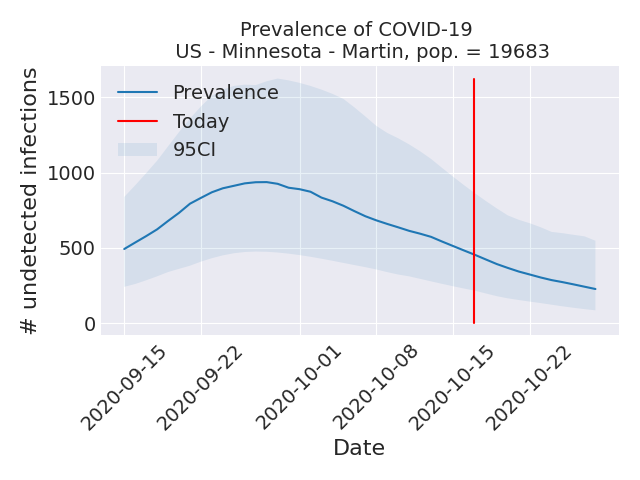 Prevalence of COVID-19
US - Minnesota - Martin, pop. = 19683
# undetected infections
1500
1000
500
0
Prevalence
Today
95CI
2020-09-15
2020-09-22
2020-10-01
2020-10-08
2020-10-15
2020-10-22
Date